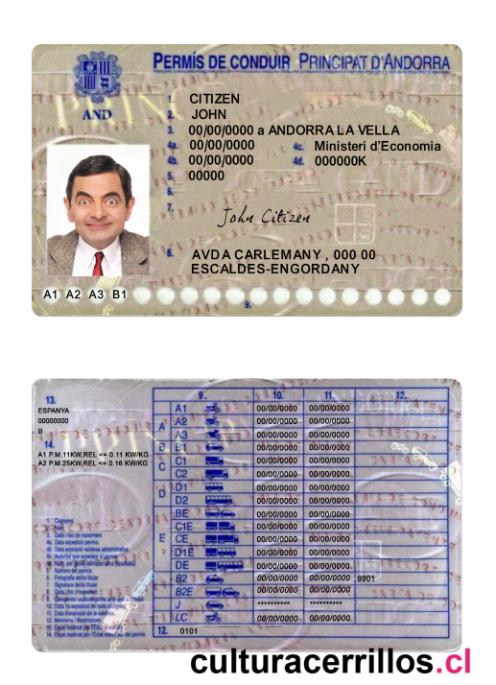 PERMÍS DE CONDUIR PRINCIPAT D'ANDORRA
AND
1. CITIZEN
2. JOHN
3. 00/00/0000 a ANDORRA LA VELLA
4a. 00/00/0000 4c. Ministeri d'Economia
4b. 00/00/0000 4d. 000000K
5. 00000
6.
7. John Citizen
8. AVDA CARLEMANY , 000 00
ESCALDES-ENGORDANY
A1 A2 A3 B1
9.
13.
ESPANYA
00000000
B
14.
A1 P.M.11KW,REL <= 0.11 KW/KG
A2 P.M.25KW,REL <= 0.16 KW/KG
9. 10. 11. 12.
A
A1 00/00/0000 00/00/0000
A2 00/00/0000 00/00/0000
A3 00/00/0000 00/00/0000
B B1 00/00/0000 00/00/0000
C
C1 00/00/0000 00/00/0000
C2 00/00/0000 00/00/0000
D
D1 00/00/0000 00/00/0000
D2 00/00/0000 00/00/0000
E
BE 00/00/0000 00/00/0000
C1E 00/00/0000 00/00/0000
CE 00/00/0000 00/00/0000
D1E 00/00/0000 00/00/0000
DE 00/00/0000 00/00/0000
B2 00/00/0000 00/00/0000 9901
B2E 00/00/0000 00/00/0000
J ********** **********
LC 00/00/0000 00/00/0000
12. 0101
culturacerrillos.cl